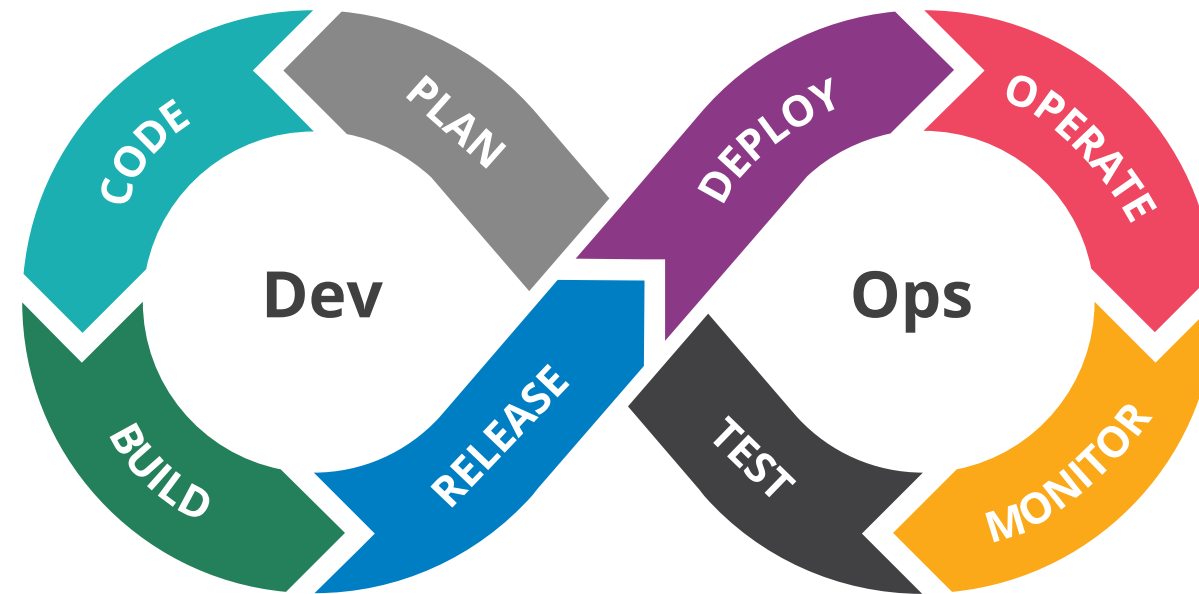 PLAN
CODE
BUILD
RELEASE
DEPLOY
OPERATE
MONITOR
TEST
Dev
Ops